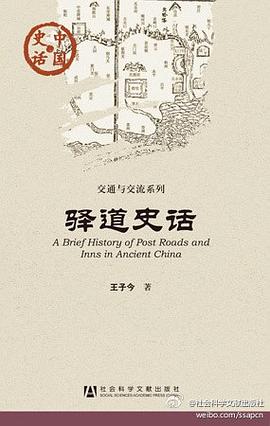 中国
史话
交通与交流系列
驿道史话
A Brief History of Post Roads and
Inns in Ancient China
王子今 著
社会科学文献出版社
SOCIAL SCIENCES ACADEMIC PRESS (CHINA)
@社会科学文献出版社
weibo.com/ssapcn